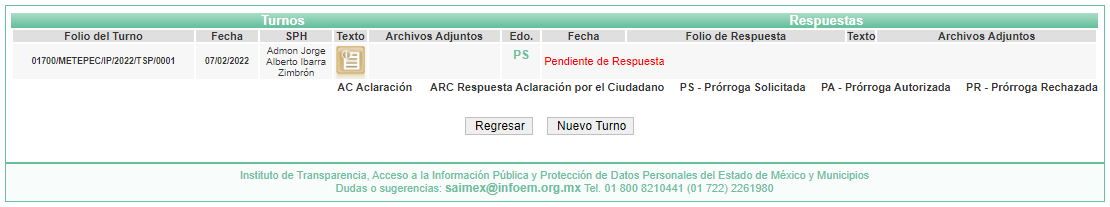 Turnos Respuestas
Folio del Turno Fecha SPH Texto Archivos Adjuntos Edo. Fecha Folio de Respuesta Texto Archivos Adjuntos
01700/METEPEC/IP/2022/TSP/0001 07/02/2022 Admon Jorge Alberto Ibarra Zimbrón PS Pendiente de Respuesta
AC Aclaración ARC Respuesta Aclaración por el Ciudadano PS - Prórroga Solicitada PA - Prórroga Autorizada PR - Prórroga Rechazada
Regresar Nuevo Turno
Instituto de Transparencia, Acceso a la Información Pública y Protección de Datos Personales del Estado de México y Municipios
Dudas o sugerencias: saimex@infoem.org.mx Tel. 01 800 8210441 (01 722) 2261980